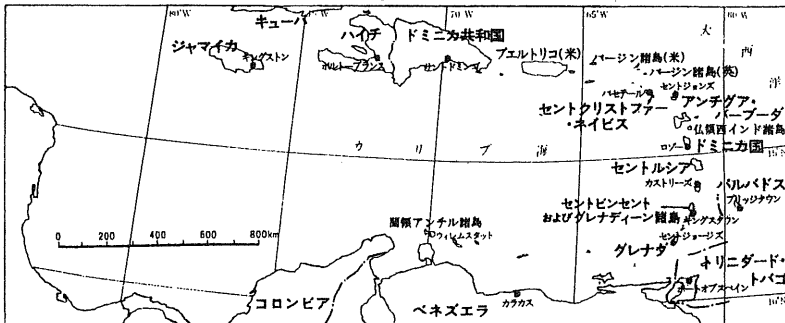 80°W
キューバ
70 W
65°W
60 W
大
西
洋
ジャマイカ
キングストン
ハイチ
ドミニカ共和国
ポルトープランス
サントドミンゴ
プエルトリコ(米)
バージン諸島(米)
バージン諸島(英)
セントジョンズ
バセテール
アンチグア・
バーブーダ
セントクリストファー
・ネイビス
仏領西インド諸島
ロゾー
ドミニカ国
カ リ ブ 海
15°N
セントルシア
カストリーズ
バルバドス
ブリッジタウン
セントビンセント
およびグレナディーン諸島
キングスタウン
セントジョージズ
グレナダ
蘭領アンチル諸島
ウィレムスタット
0 200 400 600 800km
トリニダード・
トバゴ
ポートオブスペイン
コロンビア
ベネズエラ
カラカス
10°N